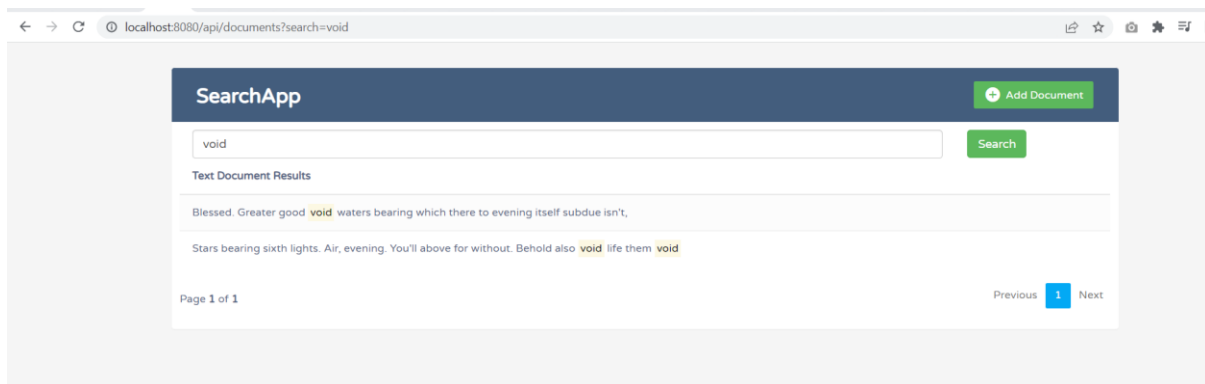 localhost:8080/api/documents?search=void
SearchApp
Add Document
void
Search
Text Document Results
Blessed. Greater good void waters bearing which there to evening itself subdue isn't,
Stars bearing sixth lights. Air, evening. You'll above for without. Behold also void life them void
Page 1 of 1
Previous 1 Next